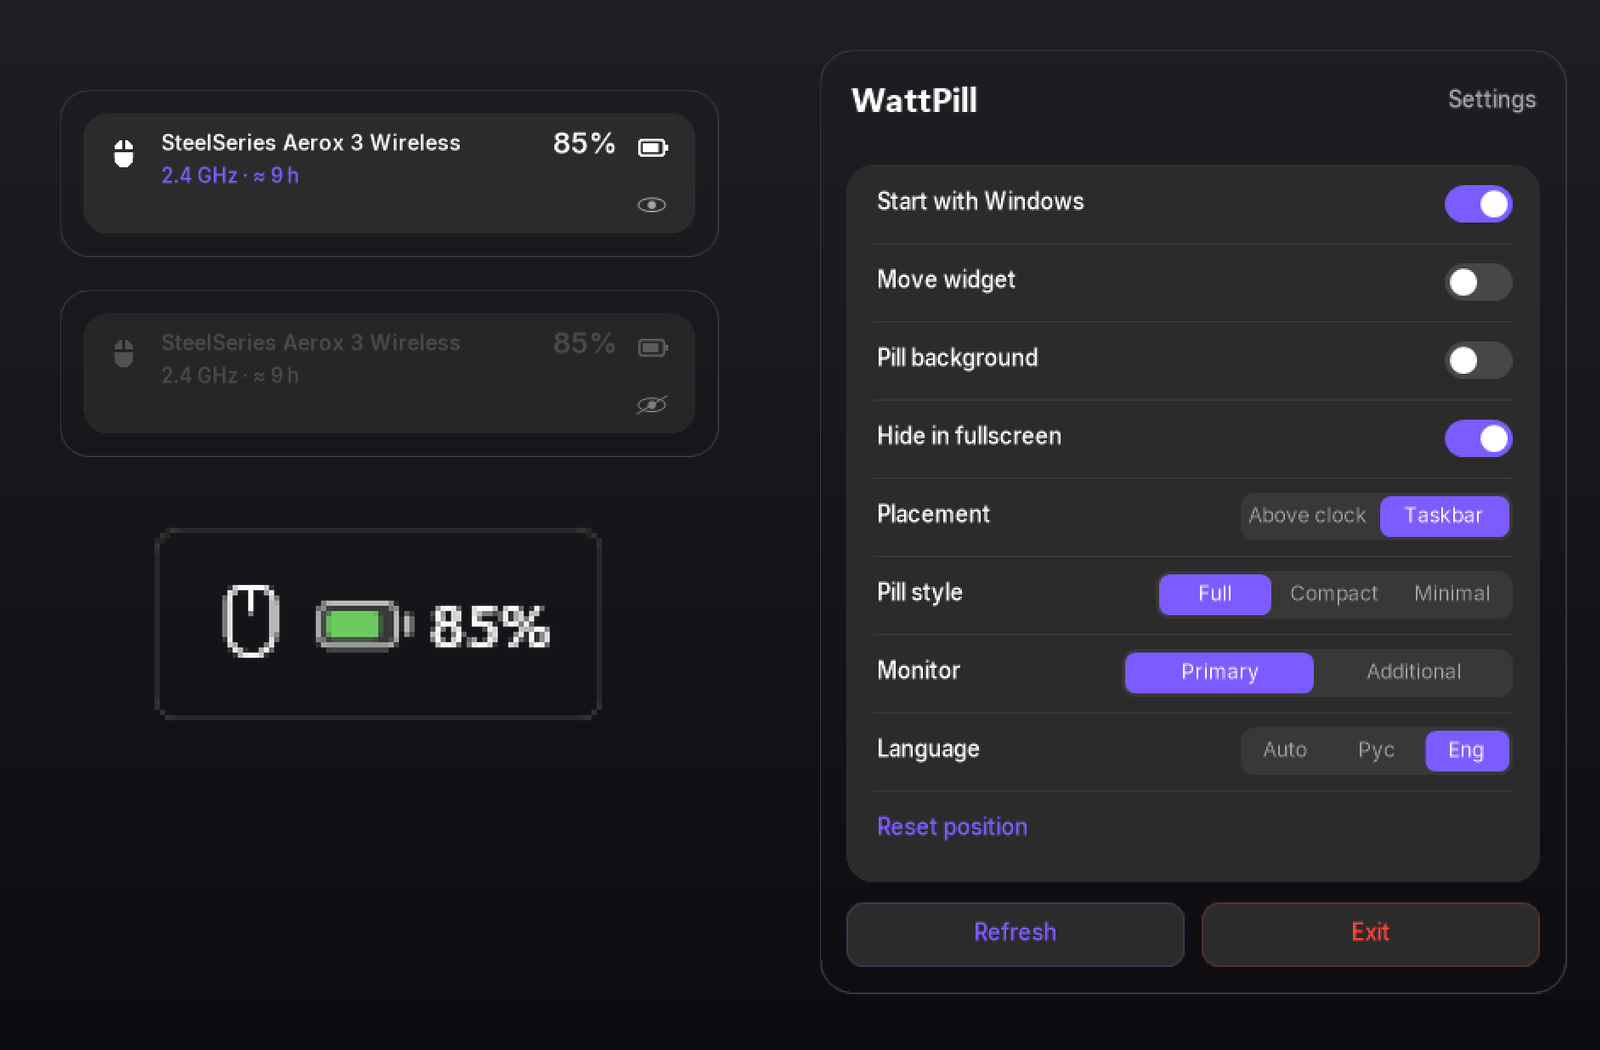 SteelSeries Aerox 3 Wireless 85%
2.4 GHz · ≈ 9 h
SteelSeries Aerox 3 Wireless 85%
2.4 GHz · ≈ 9 h
85%
WattPill Settings
Start with Windows
Move widget
Pill background
Hide in fullscreen
Placement Above clock Taskbar
Pill style Full Compact Minimal
Monitor Primary Additional
Language Auto Рус Eng
Reset position
Refresh Exit